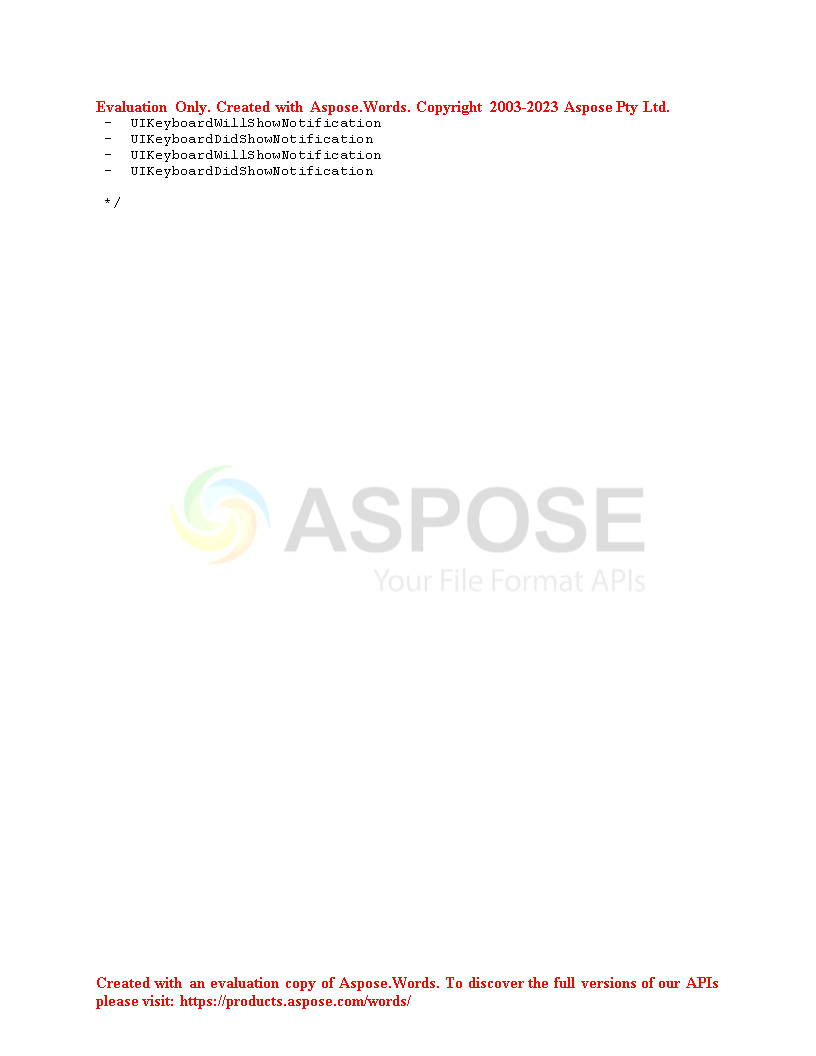 Evaluation Only. Created with Aspose.Words. Copyright 2003-2023 Aspose Pty Ltd.
- UIKeyboardWillShowNotification
- UIKeyboardDidShowNotification
- UIKeyboardWillShowNotification
- UIKeyboardDidShowNotification
*/
ASPOSE
Your File Format APIs
Created with an evaluation copy of Aspose.Words. To discover the full versions of our APIs
please visit: https://products.aspose.com/words/